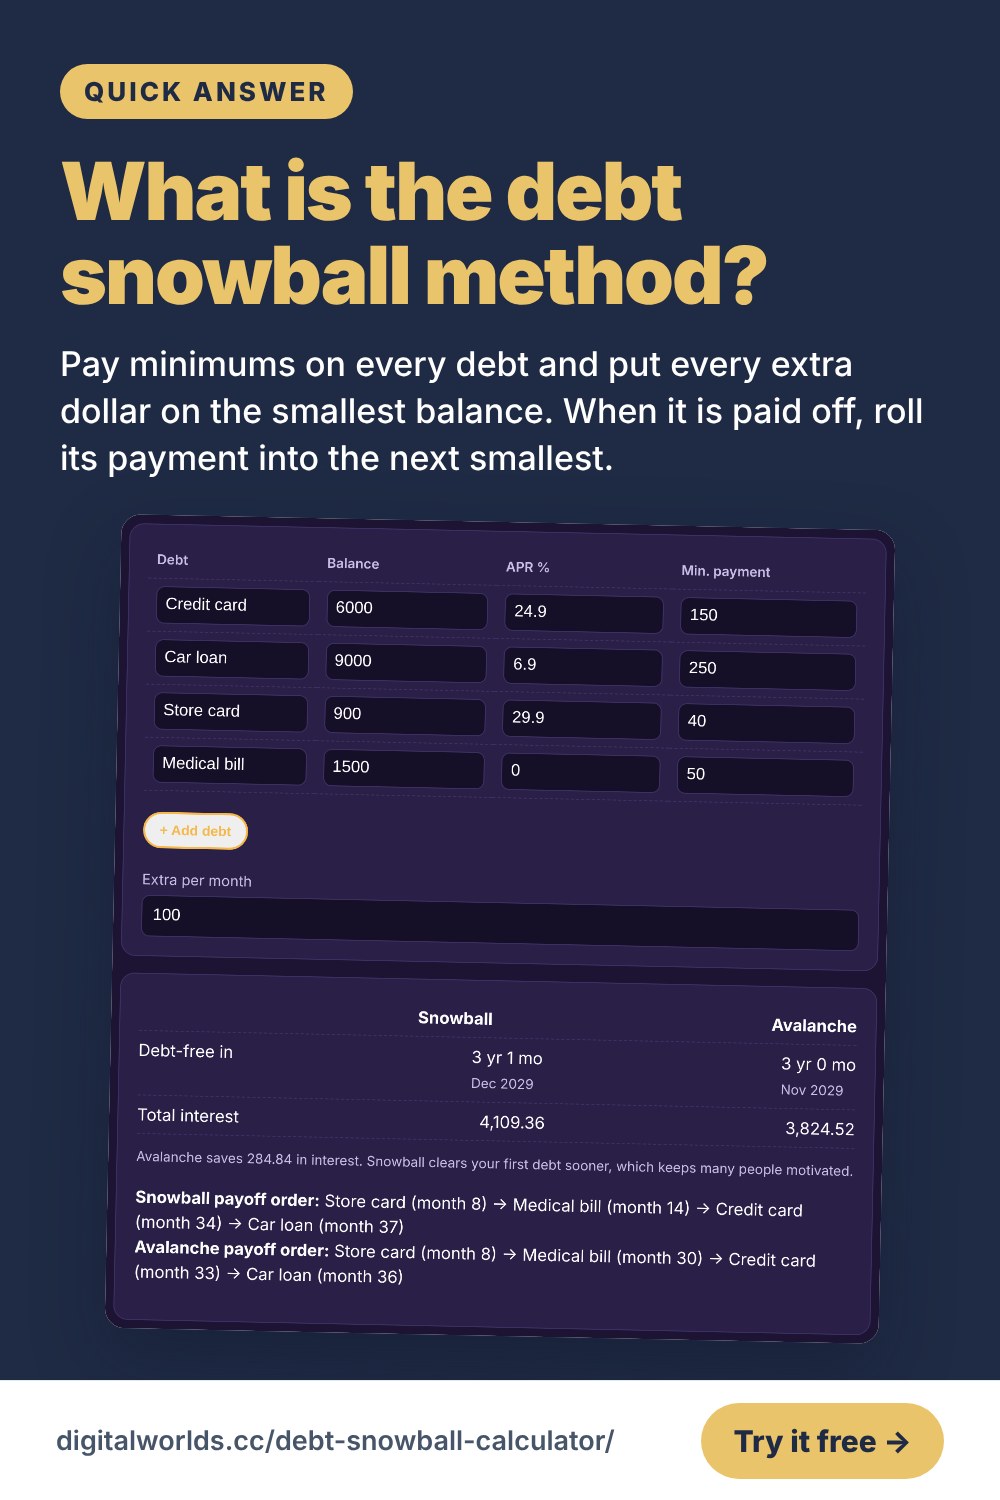 QUICK ANSWER
What is the debt
snowball method?
Pay minimums on every debt and put every extra
dollar on the smallest balance. When it is paid off, roll
its payment into the next smallest.
Debt Balance APR % Min. payment
Credit card 6000 24.9 150
Car loan 9000 6.9 250
Store card 900 29.9 40
Medical bill 1500 0 50
+ Add debt
Extra per month
100
Snowball Avalanche
Debt-free in 3 yr 1 mo 3 yr 0 mo
Dec 2029 Nov 2029
Total interest 4,109.36 3,824.52
Avalanche saves 284.84 in interest. Snowball clears your first debt sooner, which keeps many people motivated.
Snowball payoff order: Store card (month 8) → Medical bill (month 14) → Credit card
(month 34) → Car loan (month 37)
Avalanche payoff order: Store card (month 8) → Medical bill (month 30) → Credit card
(month 33) → Car loan (month 36)
digitalworlds.cc/debt-snowball-calculator/
Try it free →